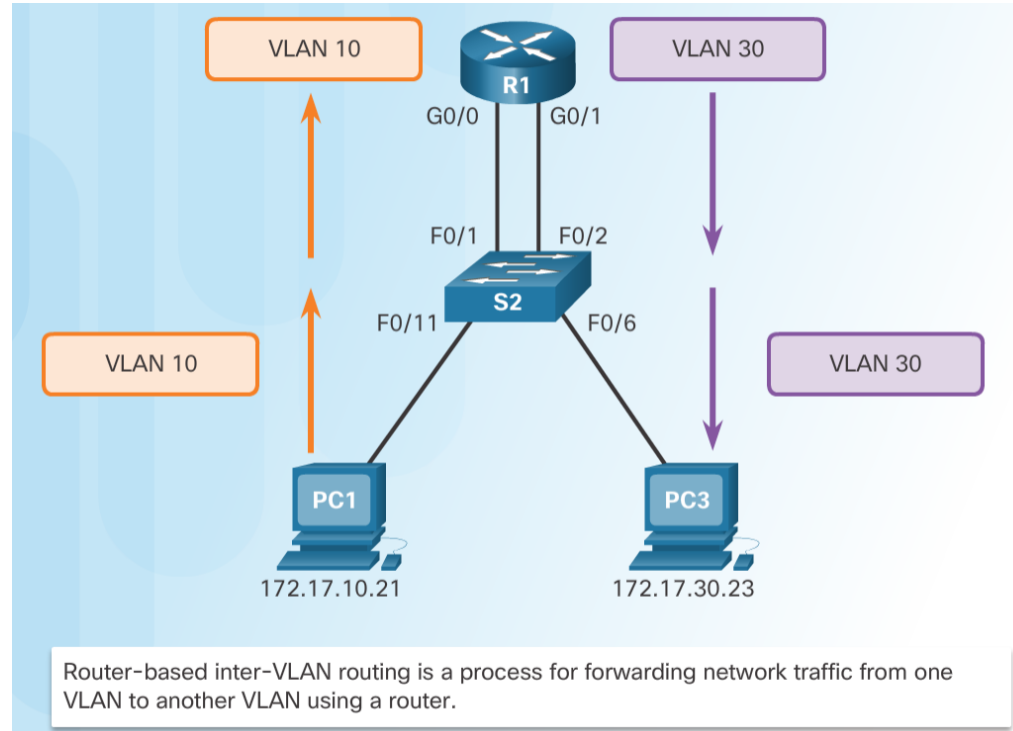 VLAN 10
VLAN 30
R1
G0/0
G0/1
F0/1
F0/2
S2
F0/11
F0/6
VLAN 10
VLAN 30
PC1
PC3
172.17.10.21
172.17.30.23
Router-based inter-VLAN routing is a process for forwarding network traffic from one
VLAN to another VLAN using a router.